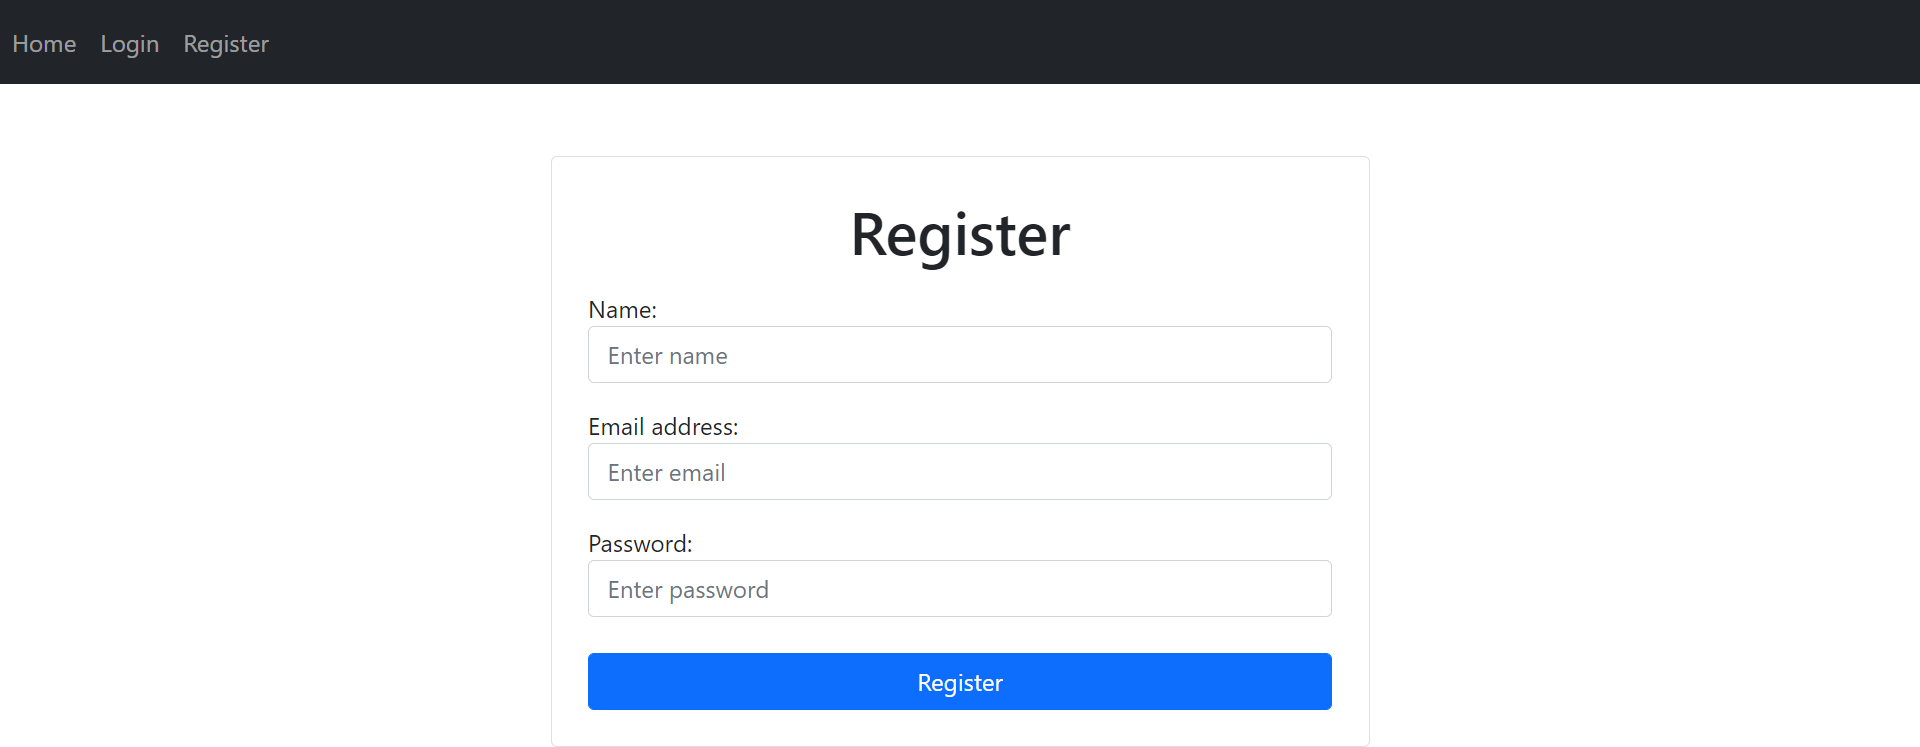 Home Login Register
Register
Name:
Enter name
Email address:
Enter email
Password:
Enter password
Register